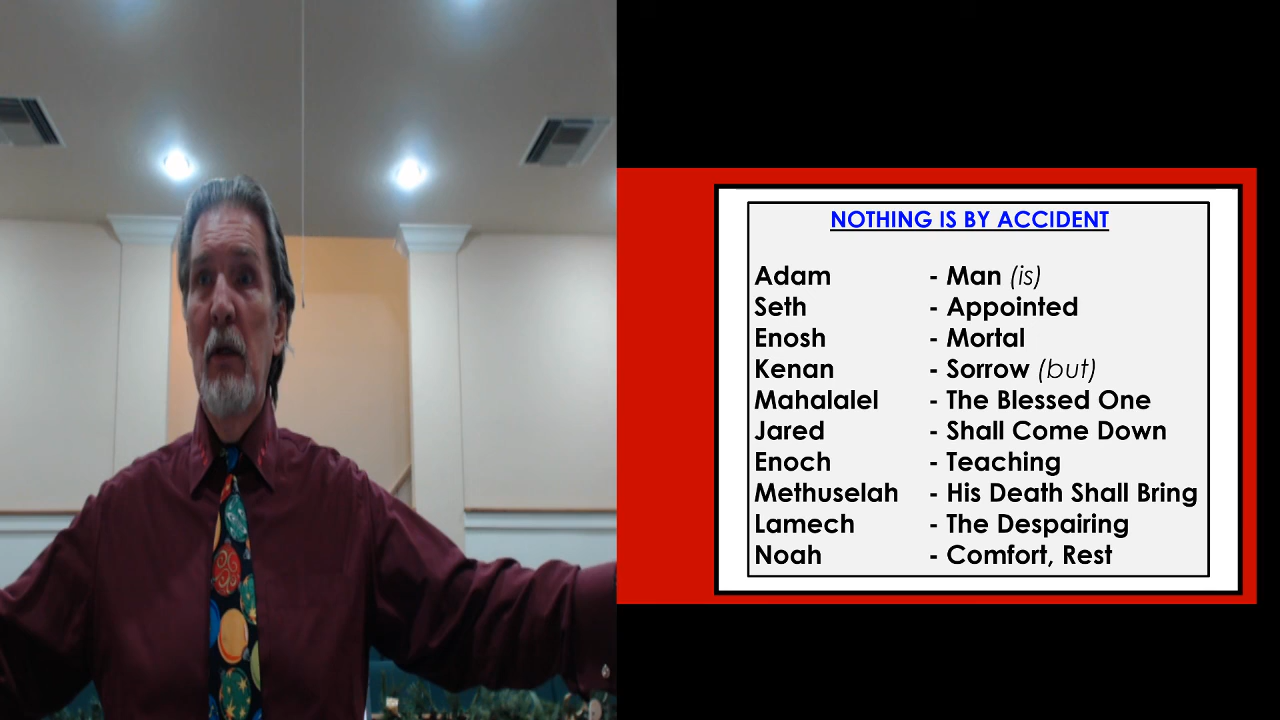 NOTHING IS BY ACCIDENT
Adam - Man (is)
Seth - Appointed
Enosh - Mortal
Kenan - Sorrow (but)
Mahalalel - The Blessed One
Jared - Shall Come Down
Enoch - Teaching
Methuselah - His Death Shall Bring
Lamech - The Despairing
Noah - Comfort, Rest